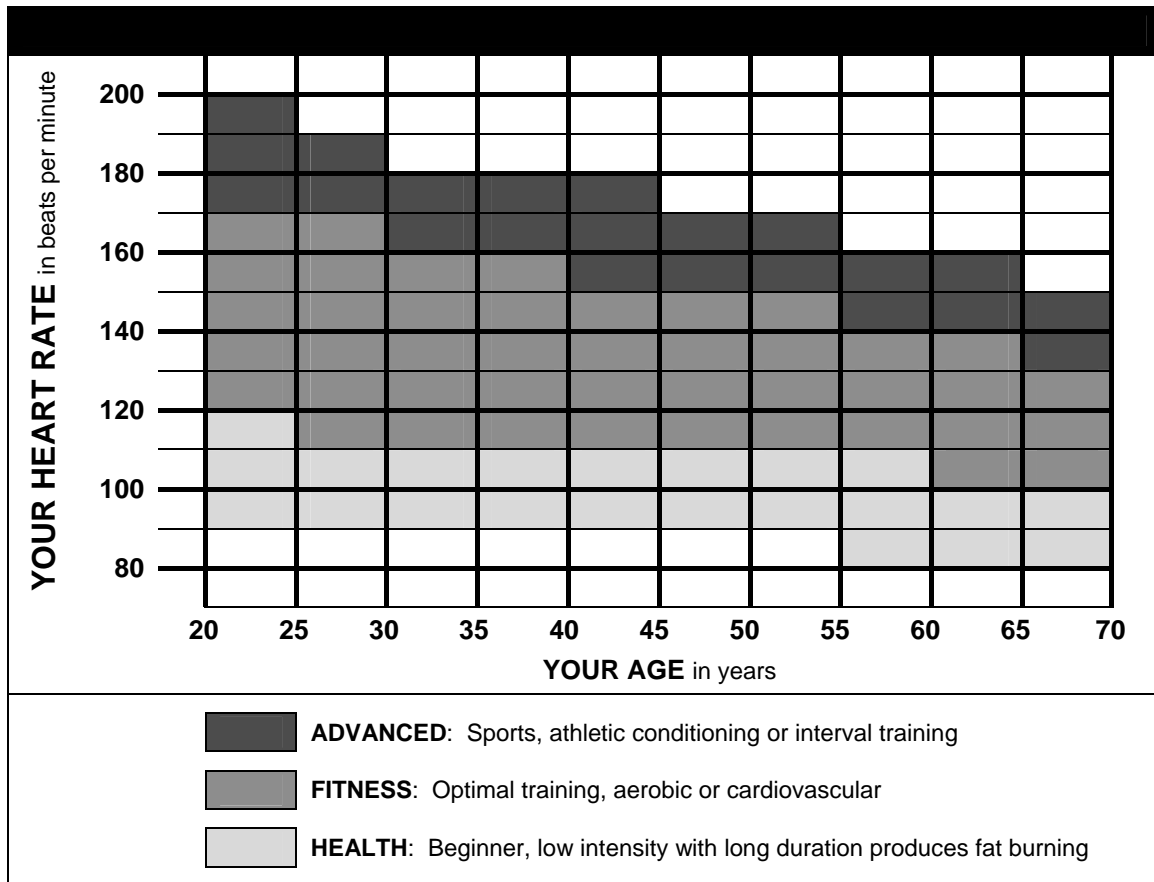 YOUR HEART RATE in beats per minute
200
180
160
140
120
100
80
20 25 30 35 40 45 50 55 60 65 70
YOUR AGE in years
ADVANCED: Sports, athletic conditioning or interval training
FITNESS: Optimal training, aerobic or cardiovascular
HEALTH: Beginner, low intensity with long duration produces fat burning